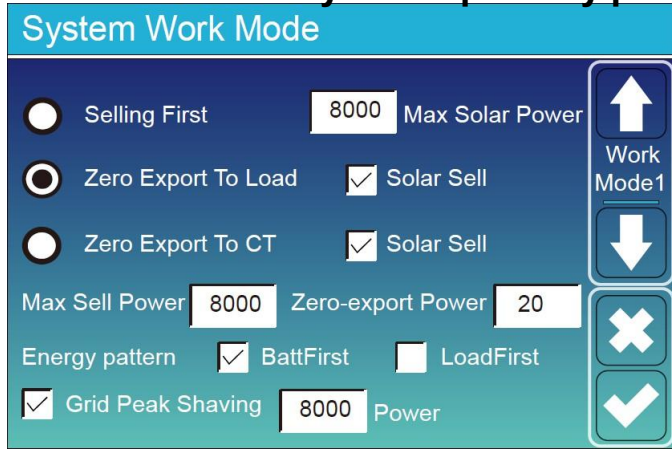 System Work Mode
Selling First 8000 Max Solar Power
Zero Export To Load Solar Sell
Work
Mode1
Zero Export To CT Solar Sell
Max Sell Power 8000 Zero-export Power 20
Energy pattern BattFirst LoadFirst
Grid Peak Shaving 8000 Power